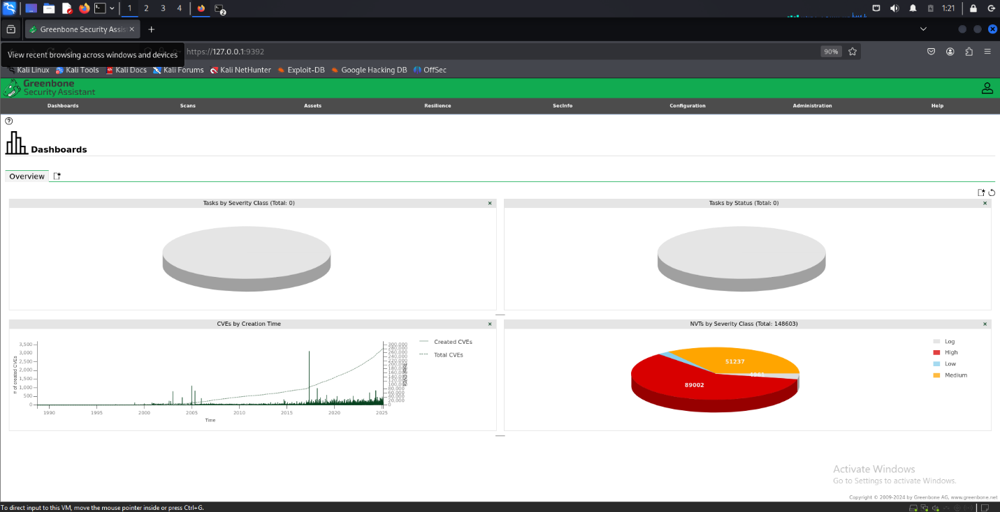 1 2 3 4 2 1:21
Greenbone Security Assis
View recent browsing across windows and devices
https://127.0.0.1:9392 90%
Kali Linux Kali Tools Kali Docs Kali Forums Kali NetHunter Exploit-DB Google Hacking DB OffSec
Greenbone
Security Assistant
Dashboards Scans Assets Resilience SecInfo Configuration Administration Help
Dashboards
Overview
Tasks by Severity Class (Total: 0)
Tasks by Status (Total: 0)
CVEs by Creation Time
3,500
3,000
2,500
2,000
1,500
1,000
500
0
# of created CVEs
300,000
280,000
260,000
240,000
220,000
200,000
180,000
160,000
140,000
120,000
100,000
80,000
60,000
40,000
20,000
0
1990 1995 2000 2005 2010 2015 2020 2025
Time
Created CVEs
Total CVEs
NVTs by Severity Class (Total: 148603)
51237
89002
Log
High
Low
Medium
Activate Windows
Go to Settings to activate Windows.
Copyright © 2009-2024 by Greenbone AG, www.greenbone.net
To direct input to this VM, move the mouse pointer inside or press Ctrl+G.